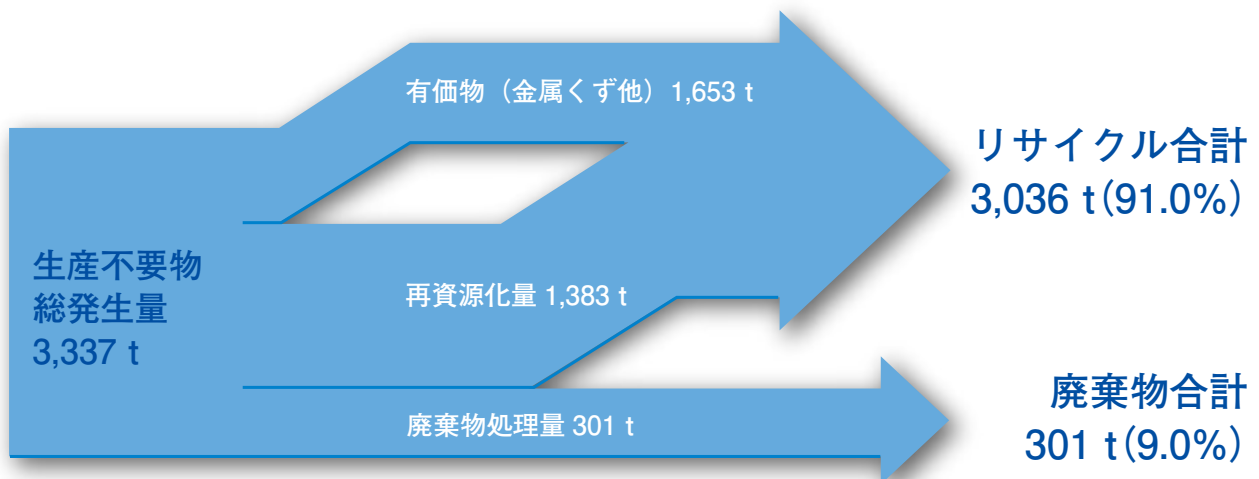 有価物（金属くず他）1,653 t
リサイクル合計
3,036 t(91.0%)
生産不要物
総発生量
3,337 t
再資源化量 1,383 t
廃棄物処理量 301 t
廃棄物合計
301 t(9.0%)